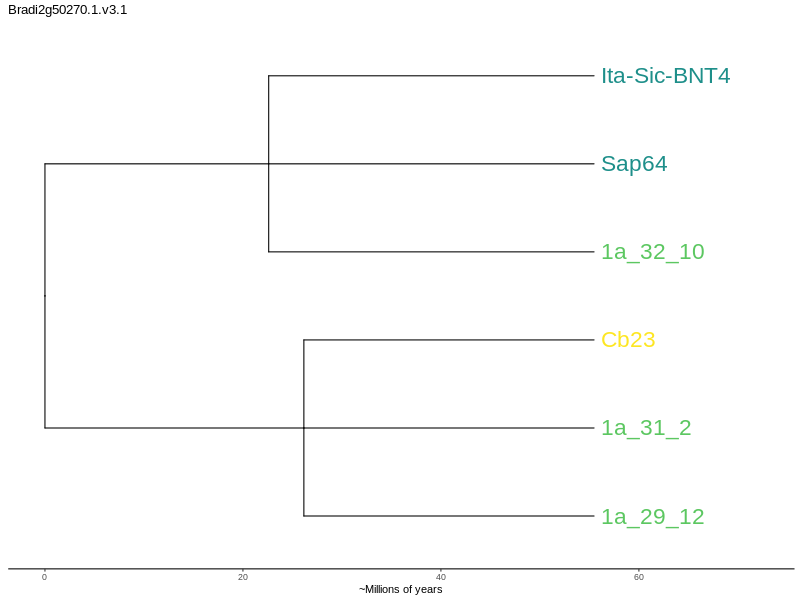 Bradi2g50270.1.v3.1
Ita-Sic-BNT4
Sap64
1a_32_10
Cb23
1a_31_2
1a_29_12
0 20 40 60
~Millions of years